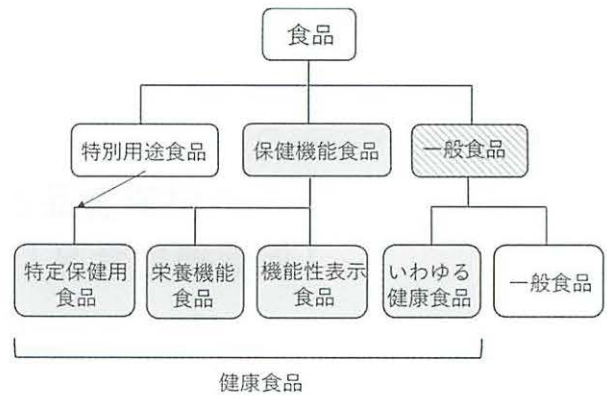 食品
特別用途食品
保健機能食品
一般食品
特定保健用
食品
栄養機能
食品
機能性表示
食品
いわゆる
健康食品
一般食品
健康食品